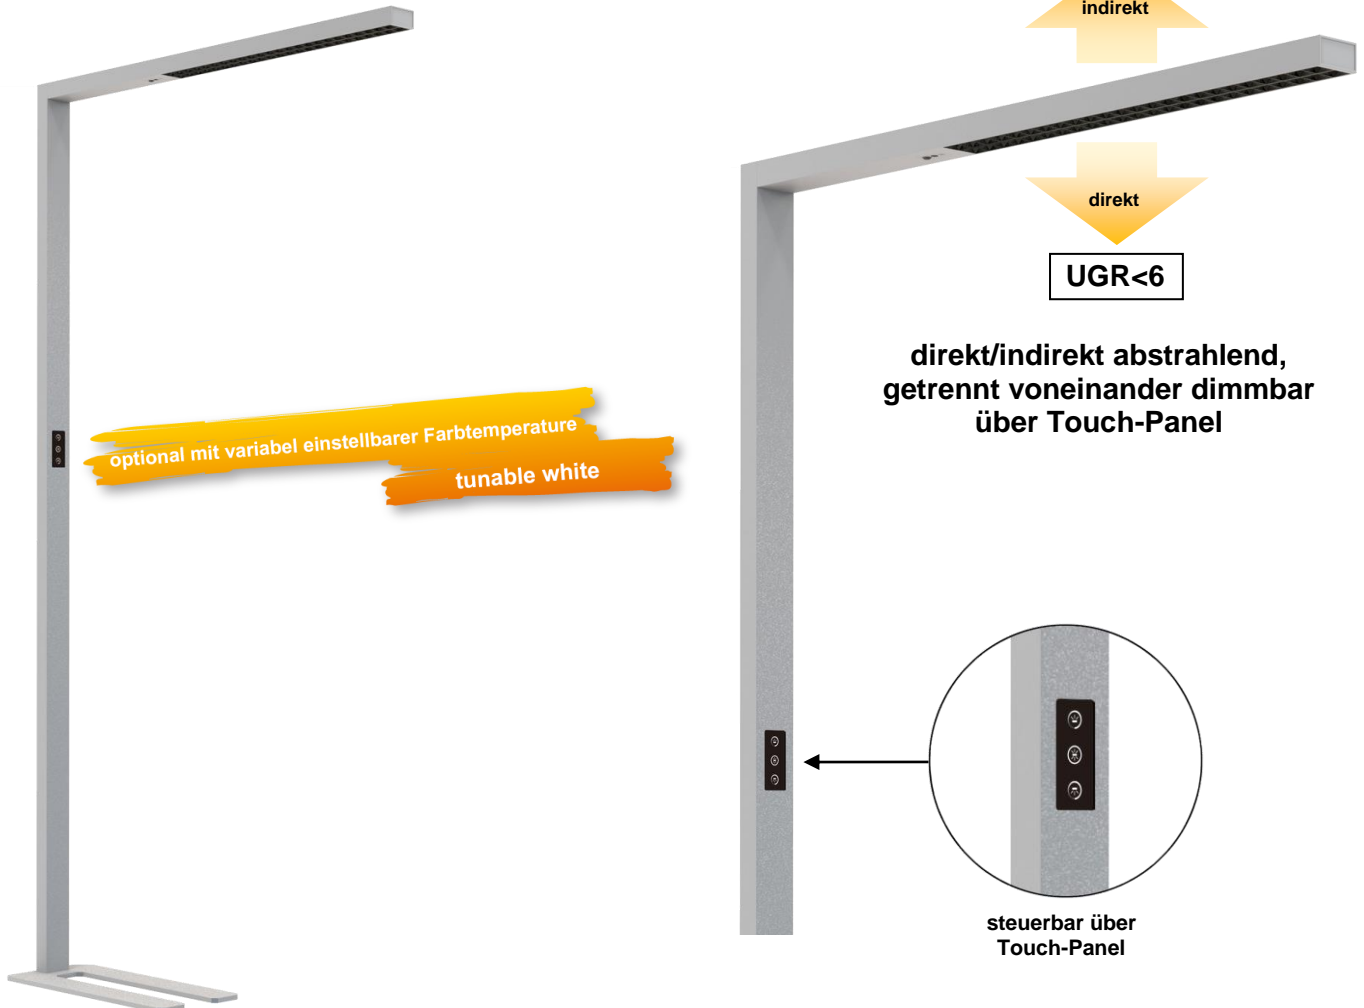 indirekt
direkt
UGR<6
direkt/indirekt abstrahlend,
getrennt voneinander dimmbar
über Touch-Panel
optional mit variabel einstellbarer Farbtemperature
tunable white
steuerbar über
Touch-Panel